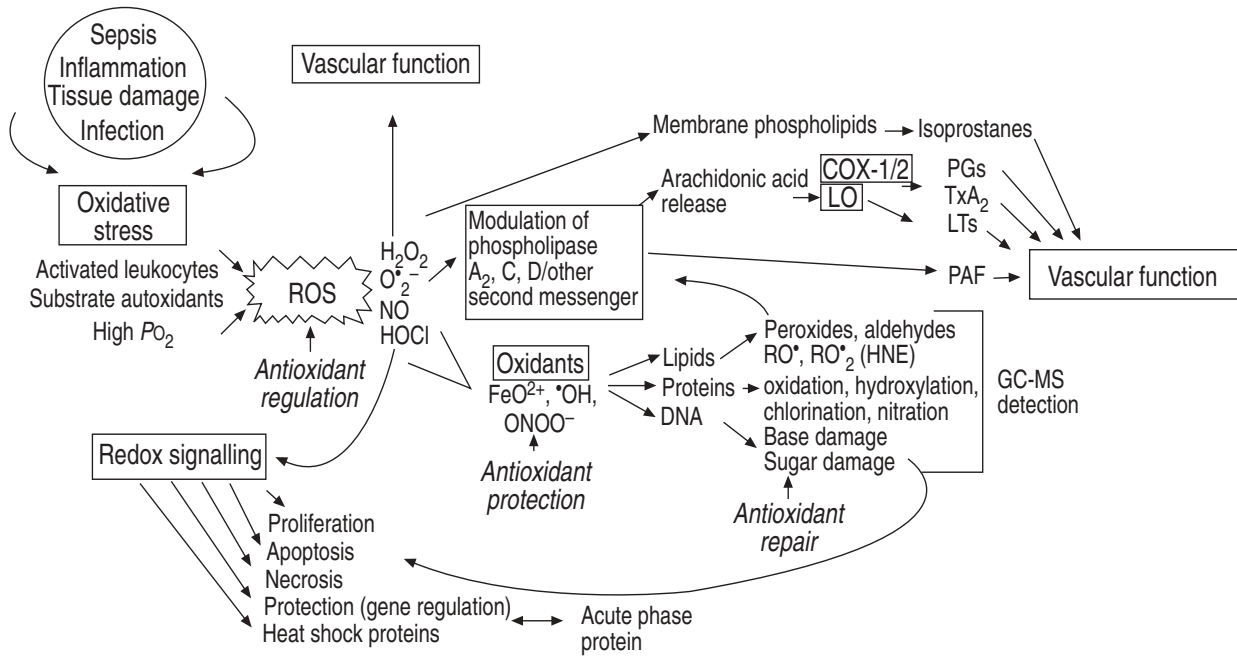 Sepsis
Inflammation
Tissue damage
Infection
Vascular function
Oxidative
stress
Activated leukocytes
Substrate autoxidants
High PO₂
ROS
Antioxidant
regulation
H₂O₂
O₂•⁻
NO
HOCl
Membrane phospholipids
Isoprostanes
Arachidonic acid
release
COX-1/2
LO
PGs
TxA₂
LTs
Modulation of
phospholipase
A₂, C, D/other
second messenger
PAF
Vascular function
Oxidants
FeO²⁺, •OH,
ONOO⁻
Antioxidant
protection
Lipids
Proteins
DNA
Peroxides, aldehydes
RO•, RO•₂ (HNE)
oxidation, hydroxylation,
chlorination, nitration
Base damage
Sugar damage
Antioxidant
repair
GC-MS
detection
Redox signalling
Proliferation
Apoptosis
Necrosis
Protection (gene regulation)
Heat shock proteins
Acute phase
protein